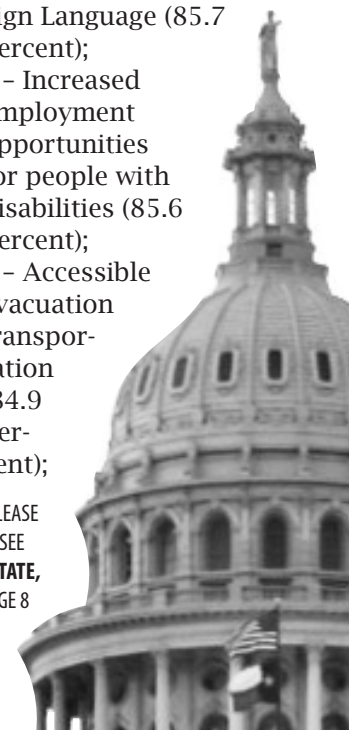 ign Language (85.7
ercent);
– Increased
mployment
pportunities
or people with
isabilities (85.6
ercent);
– Accessible
vacuation
ranspor-
ation
84.9
er-
ent);
LEASE
SEE
TATE,
GE 8